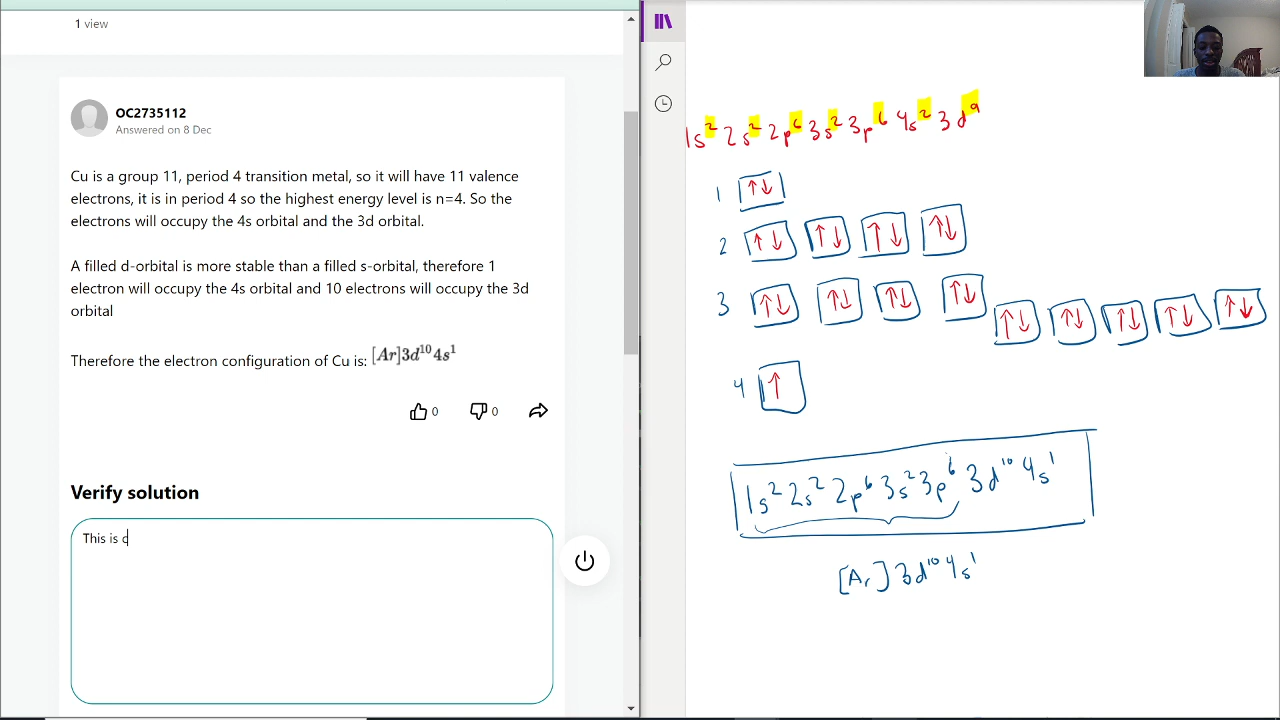 1 view
OC2735112
Answered on 8 Dec
Cu is a group 11, period 4 transition metal, so it will have 11 valence
electrons, it is in period 4 so the highest energy level is n=4. So the
electrons will occupy the 4s orbital and the 3d orbital.
A filled d-orbital is more stable than a filled s-orbital, therefore 1
electron will occupy the 4s orbital and 10 electrons will occupy the 3d
orbital
Therefore the electron configuration of Cu is: [Ar]3d¹⁰4s¹
0 0
Verify solution
This is c
1s² 2s² 2p⁶ 3s² 3p⁶ 4s² 3d⁹
1 ↑↓
2 ↑↓ ↑↓ ↑↓ ↑↓
3 ↑↓ ↑↓ ↑↓ ↑↓ ↑↓ ↑↓ ↑↓ ↑↓ ↑↓
4 ↑
1s² 2s² 2p⁶ 3s² 3p⁶ 3d¹⁰ 4s¹
[Ar] 3d¹⁰ 4s¹